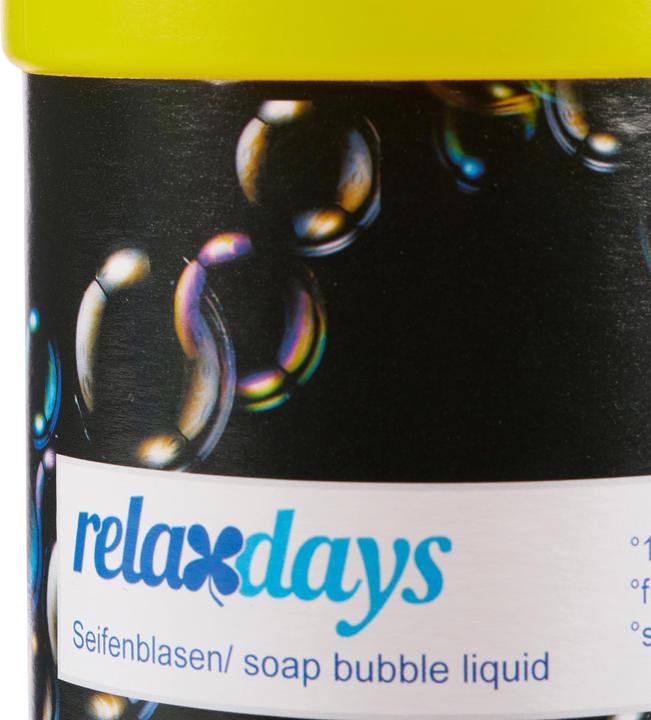 relaxdays
Seifenblasen/ soap bubble liquid